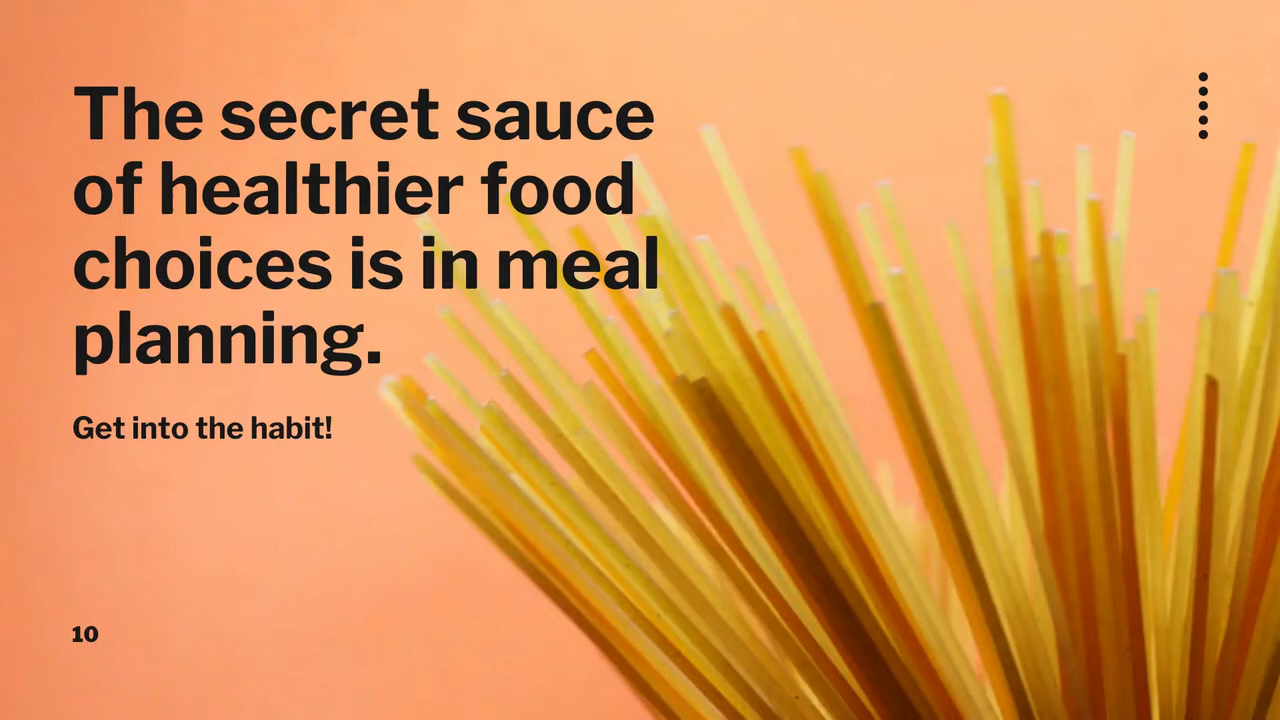 The secret sauce
of healthier food
choices is in meal
planning.
Get into the habit!
10